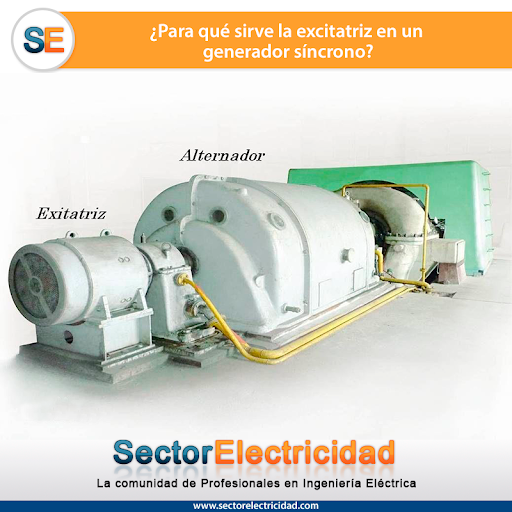 SE
¿Para qué sirve la excitatriz en un
generador síncrono?
Alternador
Exitatriz
SectorElectricidad
La comunidad de Profesionales en Ingeniería Eléctrica
www.sectorelectricidad.com